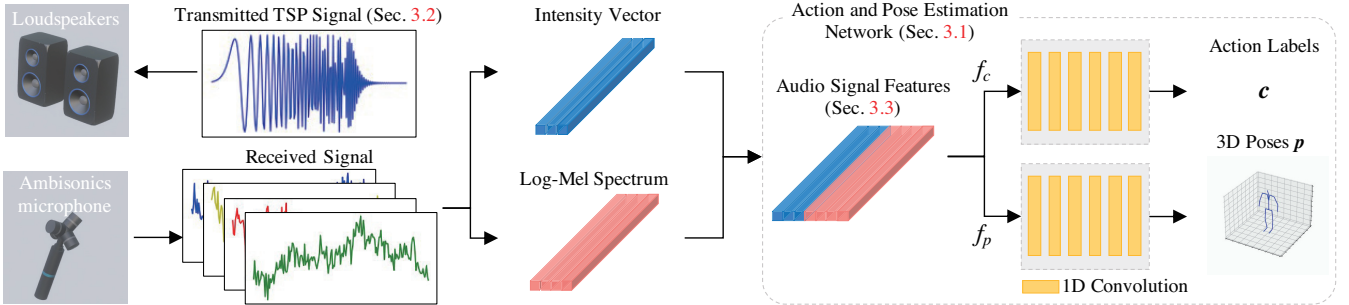 Loudspeakers
Transmitted TSP Signal (Sec. 3.2)
Intensity Vector
Action and Pose Estimation
Network (Sec. 3.1)
Action Labels
c
Audio Signal Features
(Sec. 3.3)
f_c
Received Signal
Ambisonics
microphone
Log-Mel Spectrum
3D Poses p
f_p
1D Convolution